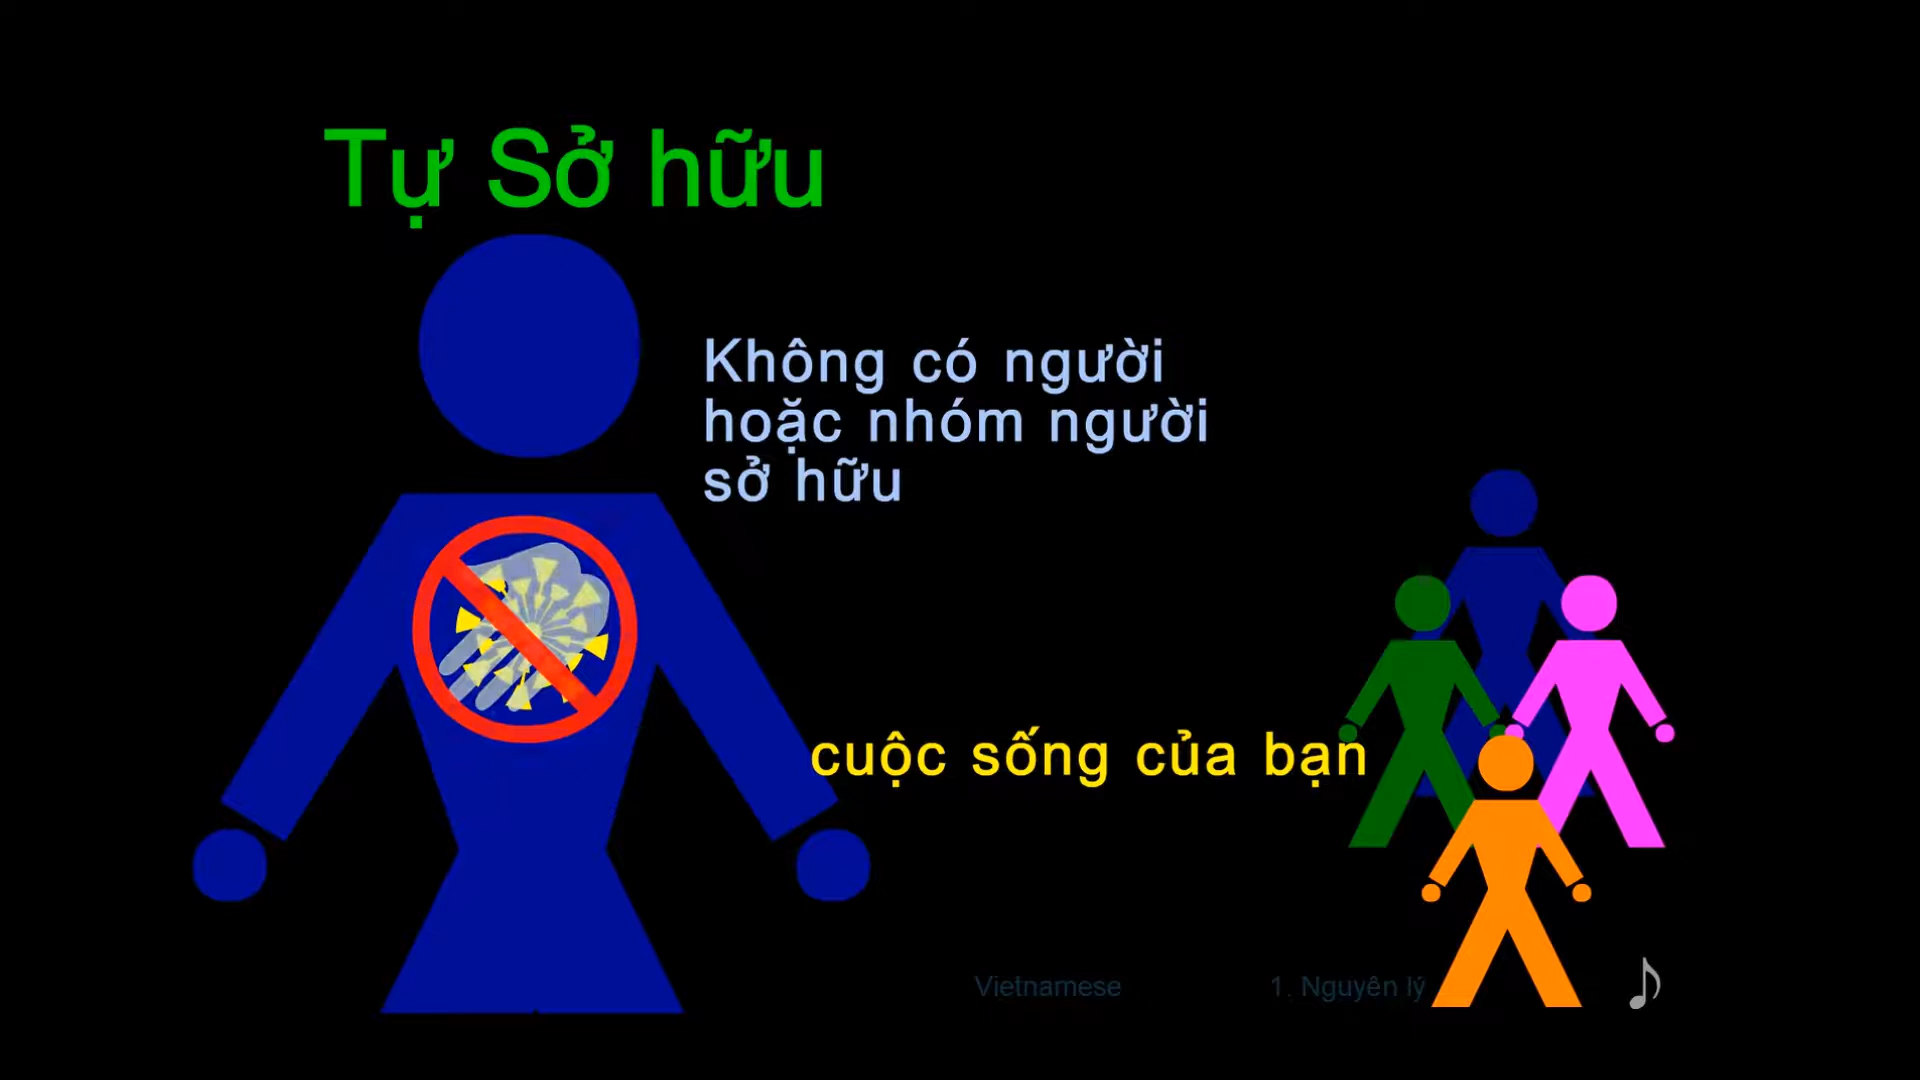 Tự Sở hữu
Không có người
hoặc nhóm người
sở hữu
cuộc sống của bạn
Vietnamese
1. Nguyên lý